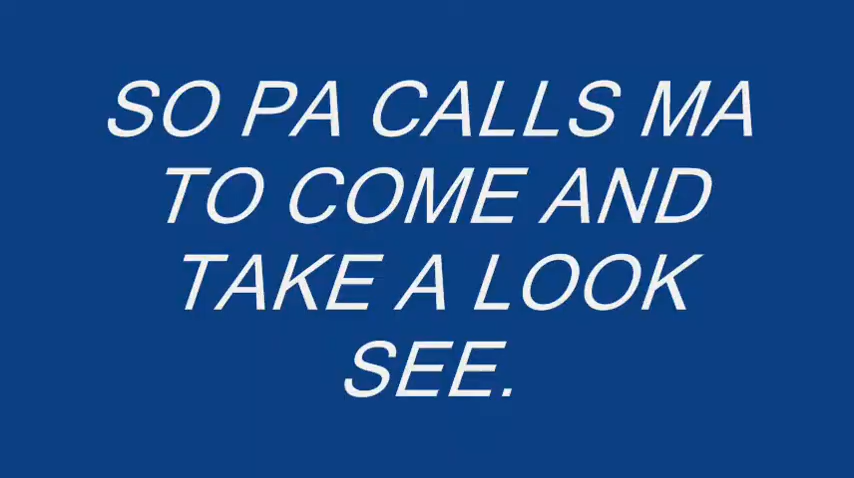 SO PA CALLS MA
TO COME AND
TAKE A LOOK
SEE.